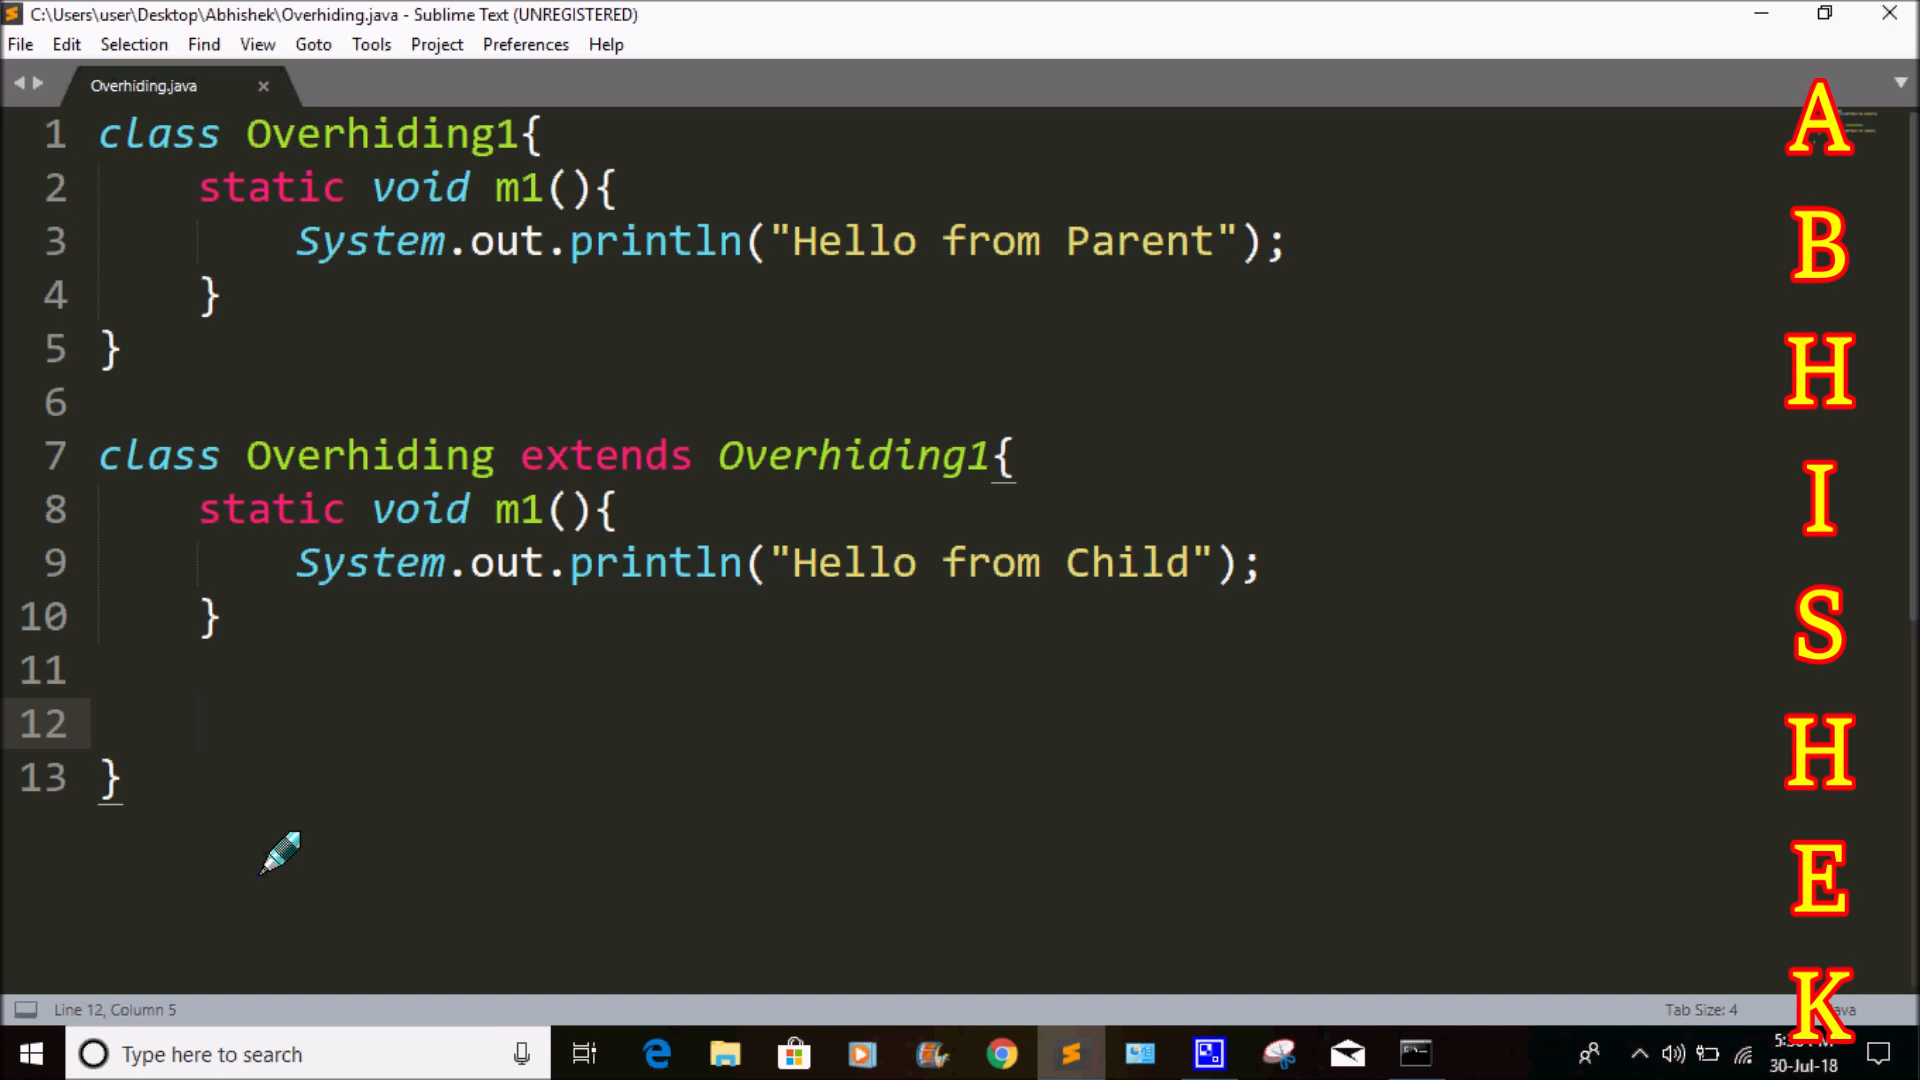 C:\Users\user\Desktop\Abhishek\Overhiding.java - Sublime Text (UNREGISTERED)
File Edit Selection Find View Goto Tools Project Preferences Help
Overhiding.java
1 class Overhiding1{
2 static void m1(){
3 System.out.println("Hello from Parent");
4 }
5 }
6
7 class Overhiding extends Overhiding1{
8 static void m1(){
9 System.out.println("Hello from Child");
10 }
11
12
13 }
A
B
H
I
S
H
E
K
Line 12, Column 5
Tab Size: 4
Type here to search
30-Jul-18